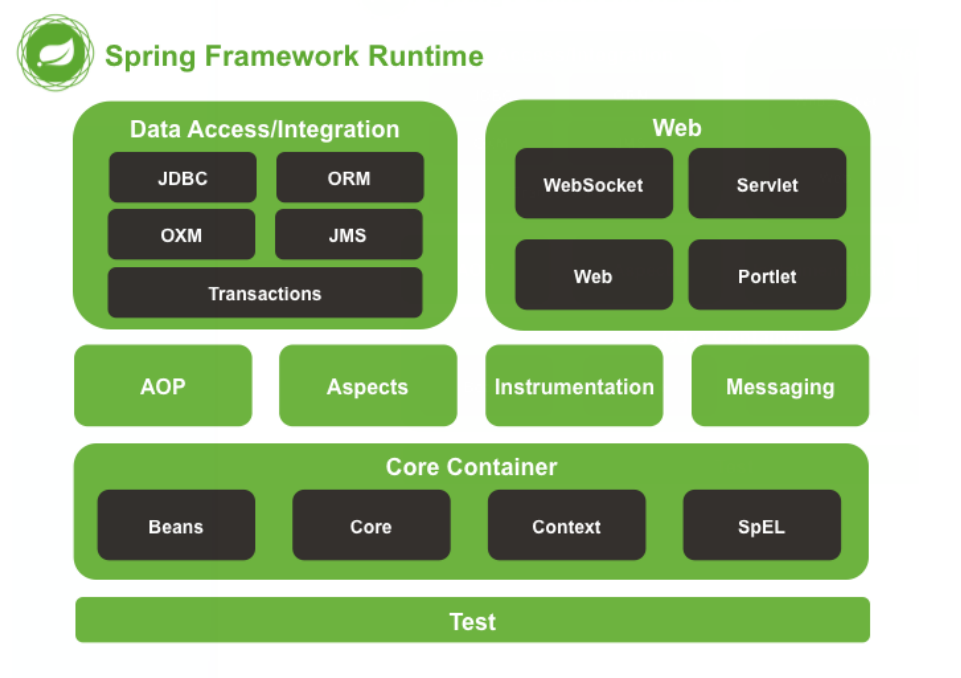 Spring Framework Runtime
Data Access/Integration
JDBC
ORM
OXM
JMS
Transactions
Web
WebSocket
Servlet
Web
Portlet
AOP
Aspects
Instrumentation
Messaging
Core Container
Beans
Core
Context
SpEL
Test